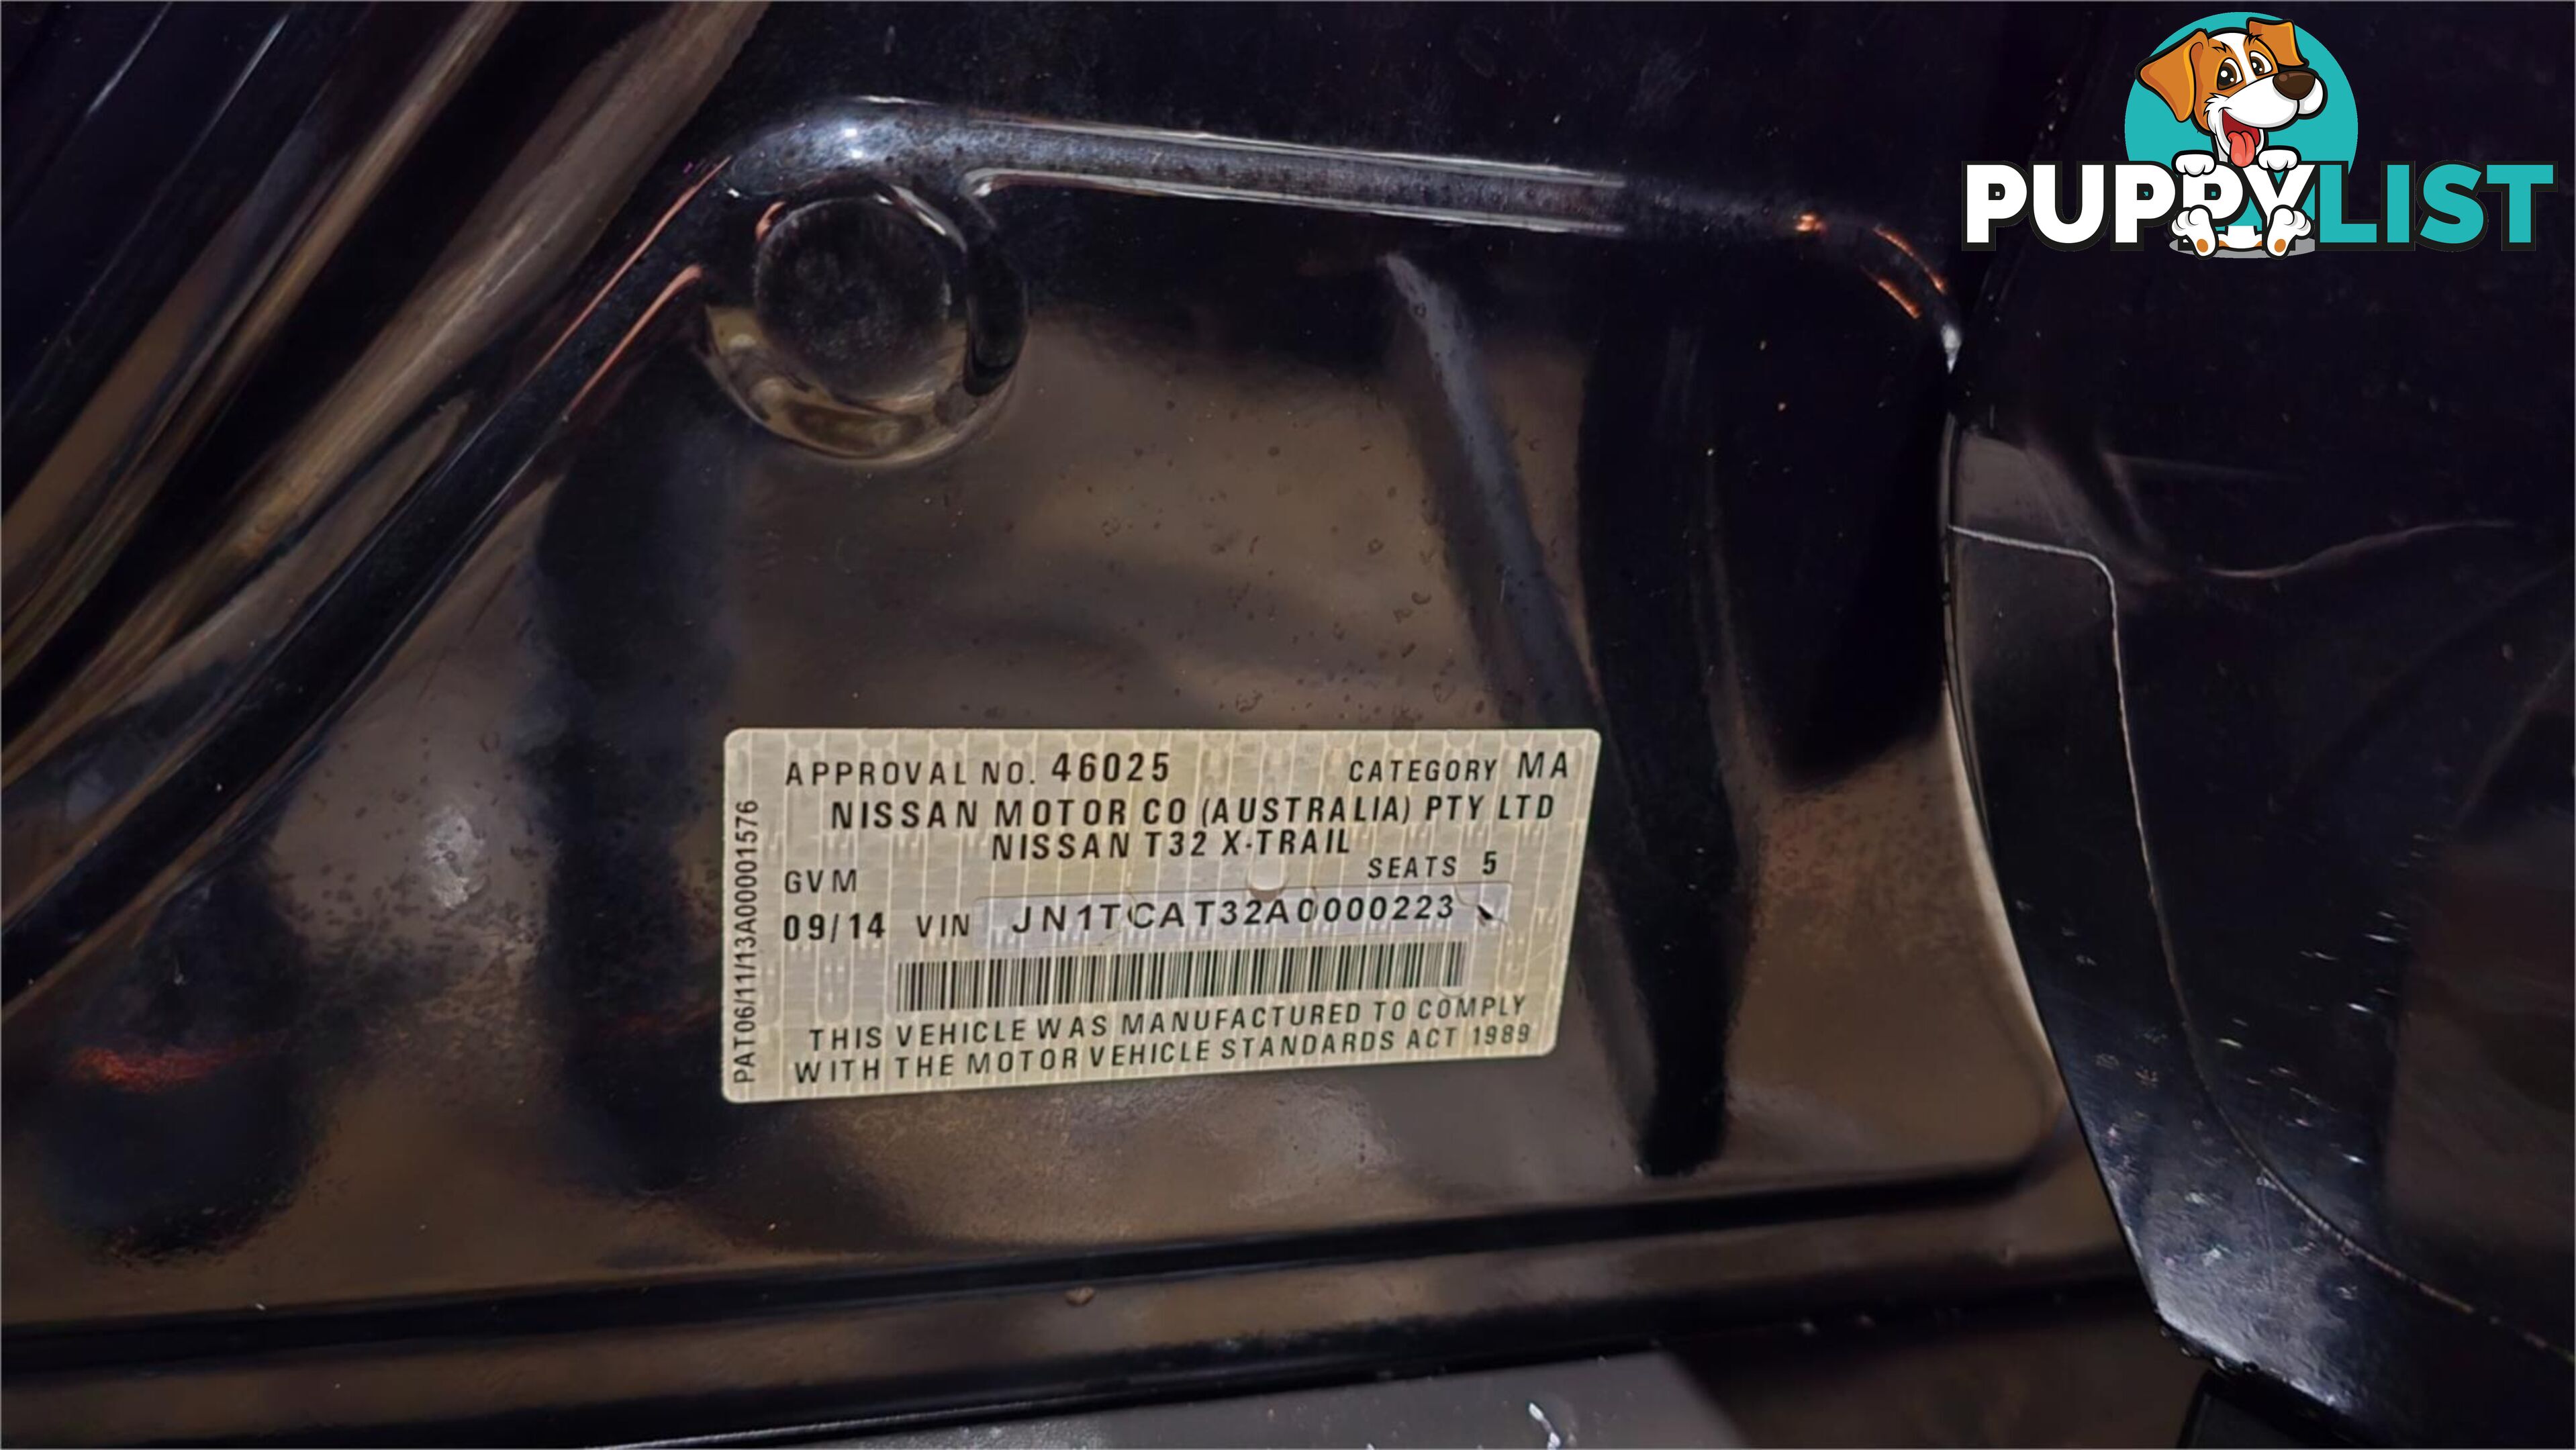 PUPPYLIST
APPROVAL NO. 46025 CATEGORY MA
NISSAN MOTOR CO (AUSTRALIA) PTY LTD
NISSAN T32 X-TRAIL
GVM SEATS 5
09/14 VIN JN1TCAT32A0000223
THIS VEHICLE WAS MANUFACTURED TO COMPLY
WITH THE MOTOR VEHICLE STANDARDS ACT 1989
PAT06/11/13A000001576